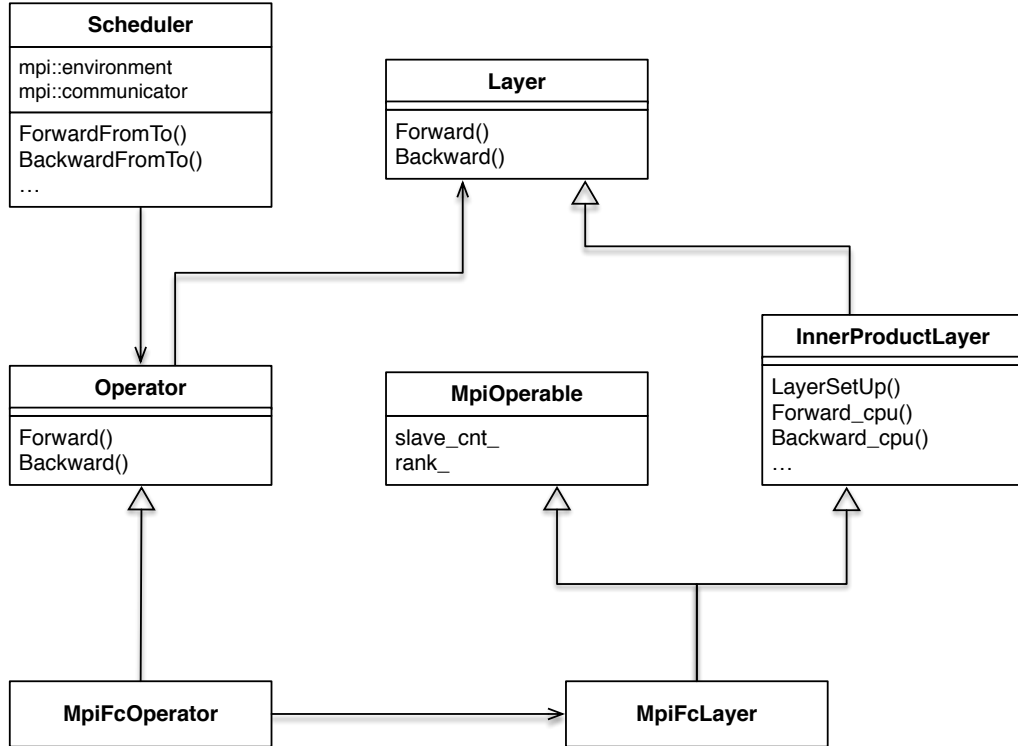 Scheduler
mpi::environment
mpi::communicator
ForwardFromTo()
BackwardFromTo()
…
Layer
Forward()
Backward()
InnerProductLayer
LayerSetUp()
Forward_cpu()
Backward_cpu()
…
Operator
Forward()
Backward()
MpiOperable
slave_cnt_
rank_
MpiFcOperator
MpiFcLayer